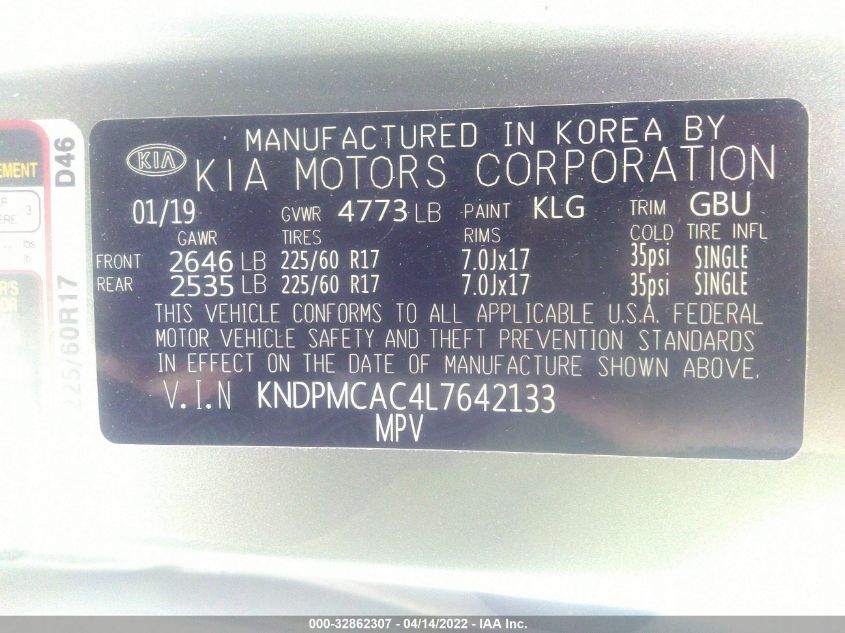 MANUFACTURED IN KOREA BY
KIA KIA MOTORS CORPORATION
01/19 GVWR 4773 LB PAINT KLG TRIM GBU
GAWR TIRES RIMS COLD TIRE INFL
FRONT 2646 LB 225/60 R17 7.0Jx17 35psi SINGLE
REAR 2535 LB 225/60 R17 7.0Jx17 35psi SINGLE
THIS VEHICLE CONFORMS TO ALL APPLICABLE U.S.A. FEDERAL
MOTOR VEHICLE SAFETY AND THEFT PREVENTION STANDARDS
IN EFFECT ON THE DATE OF MANUFACTURE SHOWN ABOVE.
V.I.N KNDPMCAC4L7642133
MPV
225/60R17 D46
3
lbs
000-32862307 - 04/14/2022 - IAA Inc.